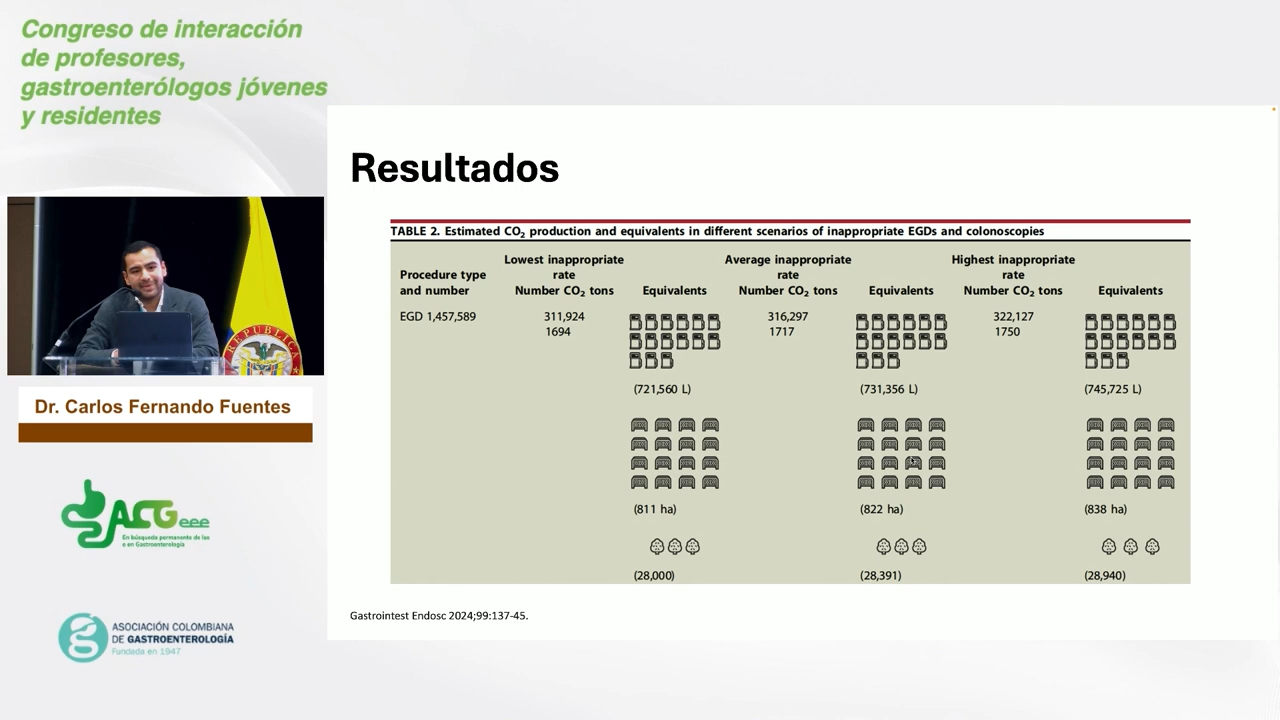 Congreso de interacción
de profesores,
gastroenterólogos jóvenes
y residentes
Resultados
TABLE 2. Estimated CO2 production and equivalents in different scenarios of inappropriate EGDs and colonoscopies
Procedure type
and number
Lowest inappropriate
rate
Number CO2 tons
Equivalents
Average inappropriate
rate
Number CO2 tons
Equivalents
Highest inappropriate
rate
Number CO2 tons
Equivalents
EGD 1,457,589
311,924
1694
316,297
1717
322,127
1750
(721,560 L)
(731,356 L)
(745,725 L)
(811 ha)
(822 ha)
(838 ha)
(28,000)
(28,391)
(28,940)
Gastrointest Endosc 2024;99:137-45.
REPUBLICA
Dr. Carlos Fernando Fuentes
ACGeee
En búsqueda permanente de las
e en Gastroenterología
ASOCIACIÓN COLOMBIANA
DE GASTROENTEROLOGÍA
Fundada en 1947